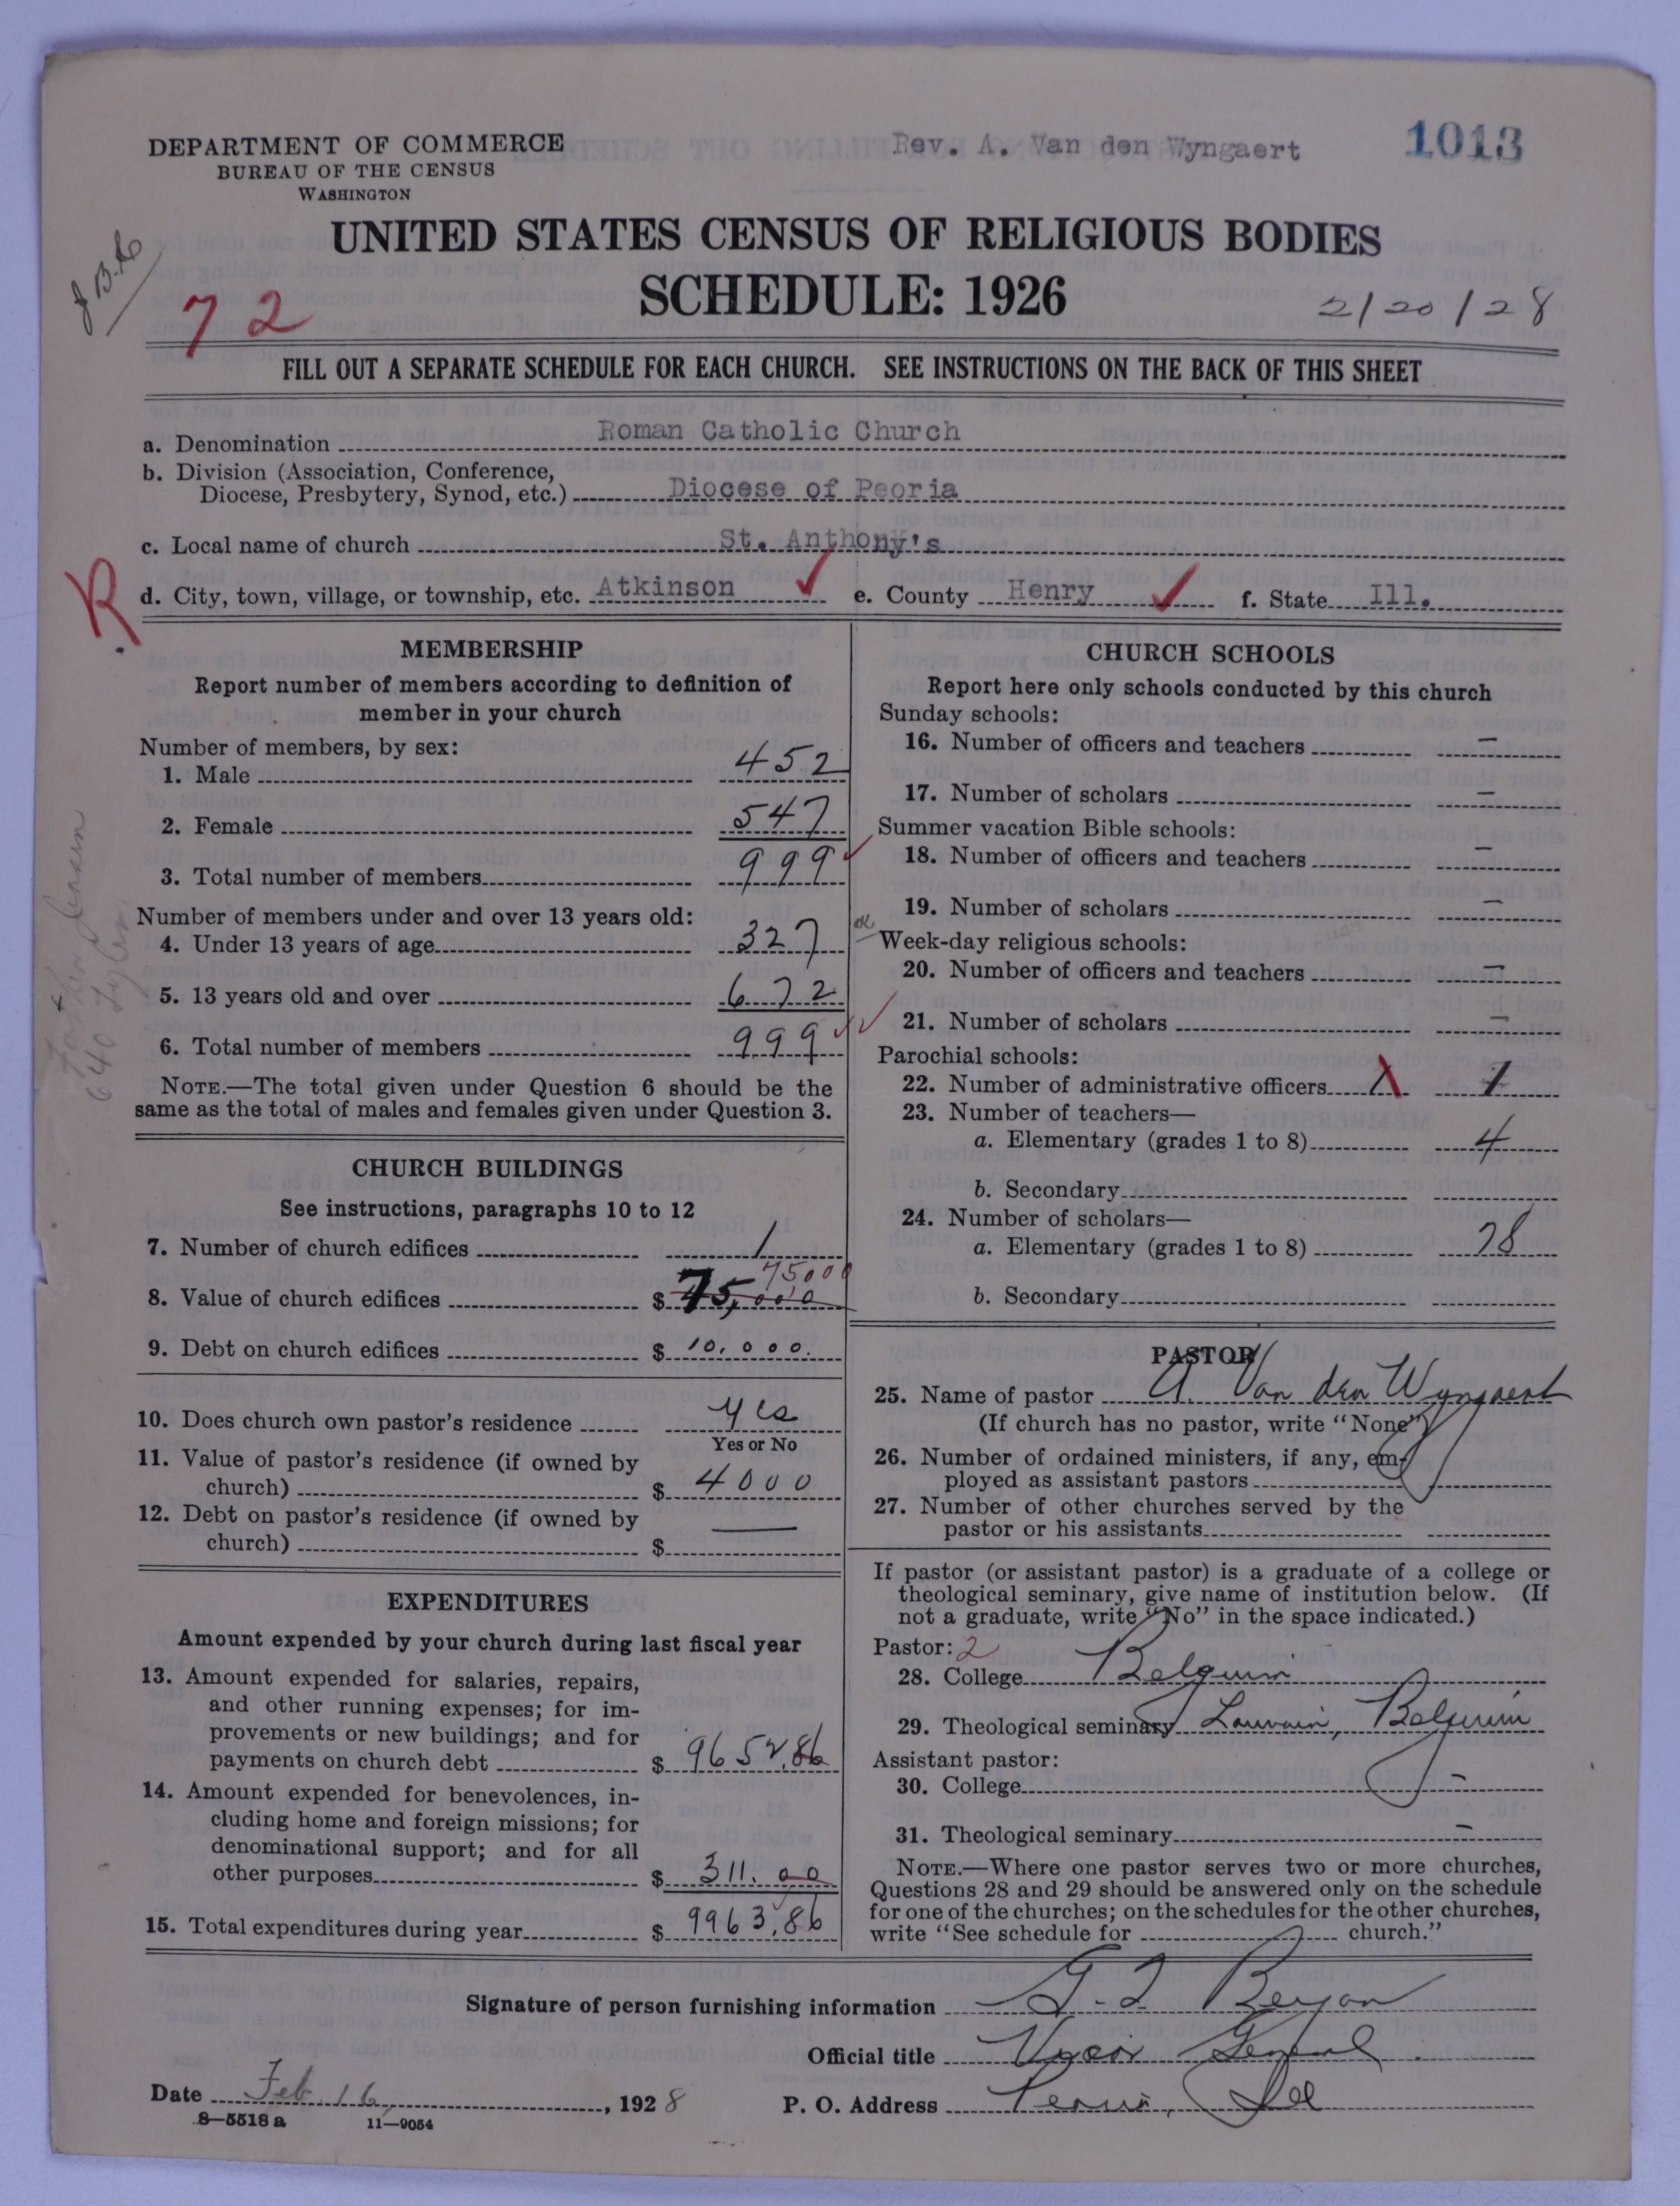 DEPARTMENT OF COMMERCE
BUREAU OF THE CENSUS
WASHINGTON
Rev. A. Van den Wyngaert
1013
UNITED STATES CENSUS OF RELIGIOUS BODIES
SCHEDULE: 1926
72
2/20/28
FILL OUT A SEPARATE SCHEDULE FOR EACH CHURCH. SEE INSTRUCTIONS ON THE BACK OF THIS SHEET
a. Denomination Roman Catholic Church
b. Division (Association, Conference,
Diocese, Presbytery, Synod, etc.) Diocese of Peoria
c. Local name of church St. Anthony's
R
d. City, town, village, or township, etc. Atkinson ✓ e. County Henry ✓ f. State Ill.
MEMBERSHIP
Report number of members according to definition of
member in your church
Number of members, by sex:
1. Male 452
2. Female 547
3. Total number of members 999 ✓
Number of members under and over 13 years old:
4. Under 13 years of age 327 ok
5. 13 years old and over 672
6. Total number of members 999 ✓✓
NOTE.—The total given under Question 6 should be the
same as the total of males and females given under Question 3.
CHURCH BUILDINGS
See instructions, paragraphs 10 to 12
7. Number of church edifices 1
75000
8. Value of church edifices $ 75,000
9. Debt on church edifices $ 10,000.
10. Does church own pastor's residence yes
Yes or No
11. Value of pastor's residence (if owned by
church) $ 4000
12. Debt on pastor's residence (if owned by
church) $ —
EXPENDITURES
Amount expended by your church during last fiscal year
13. Amount expended for salaries, repairs,
and other running expenses; for im-
provements or new buildings; and for
payments on church debt $ 9652.86
14. Amount expended for benevolences, in-
cluding home and foreign missions; for
denominational support; and for all
other purposes $ 311.00
15. Total expenditures during year $ 9963.86
CHURCH SCHOOLS
Report here only schools conducted by this church
Sunday schools:
16. Number of officers and teachers –
17. Number of scholars –
Summer vacation Bible schools:
18. Number of officers and teachers –
19. Number of scholars –
Week-day religious schools:
20. Number of officers and teachers –
21. Number of scholars –
Parochial schools:
22. Number of administrative officers 1
23. Number of teachers—
a. Elementary (grades 1 to 8) 4
b. Secondary
24. Number of scholars—
a. Elementary (grades 1 to 8) 78
b. Secondary
PASTOR
25. Name of pastor A. Van den Wyngaert
(If church has no pastor, write "None")
26. Number of ordained ministers, if any, em-
ployed as assistant pastors
27. Number of other churches served by the
pastor or his assistants
If pastor (or assistant pastor) is a graduate of a college or
theological seminary, give name of institution below. (If
not a graduate, write "No" in the space indicated.)
Pastor: 2
28. College Belgium
29. Theological seminary Louvain, Belgium
Assistant pastor:
30. College –
31. Theological seminary –
NOTE.—Where one pastor serves two or more churches,
Questions 28 and 29 should be answered only on the schedule
for one of the churches; on the schedules for the other churches,
write "See schedule for church."
Signature of person furnishing information
Official title Vicar General
Date Feb. 16, 1928
P. O. Address Peoria, Ill
8—5518 a 11—9054